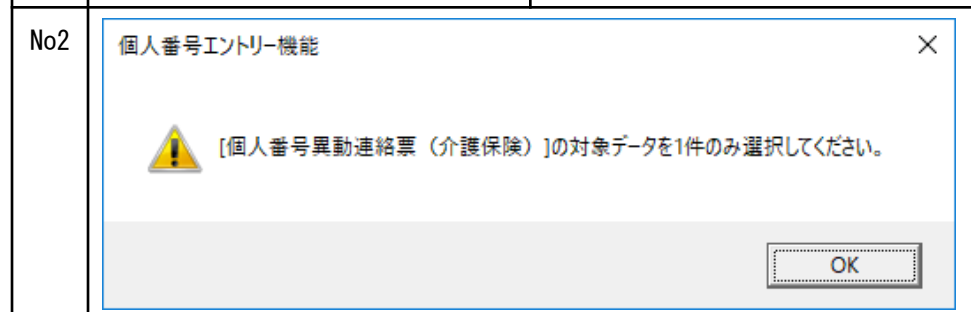 No2
個人番号エントリー機能
[個人番号異動連絡票（介護保険）]の対象データを1件のみ選択してください。
OK